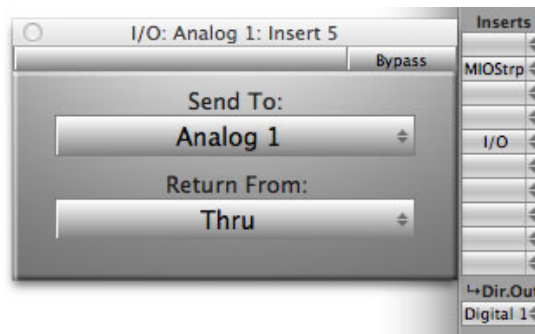 I/O: Analog 1: Insert 5
Bypass
Send To:
Analog 1
Return From:
Thru
Inserts
MIOStrp
I/O
↳Dir.Out
Digital 1